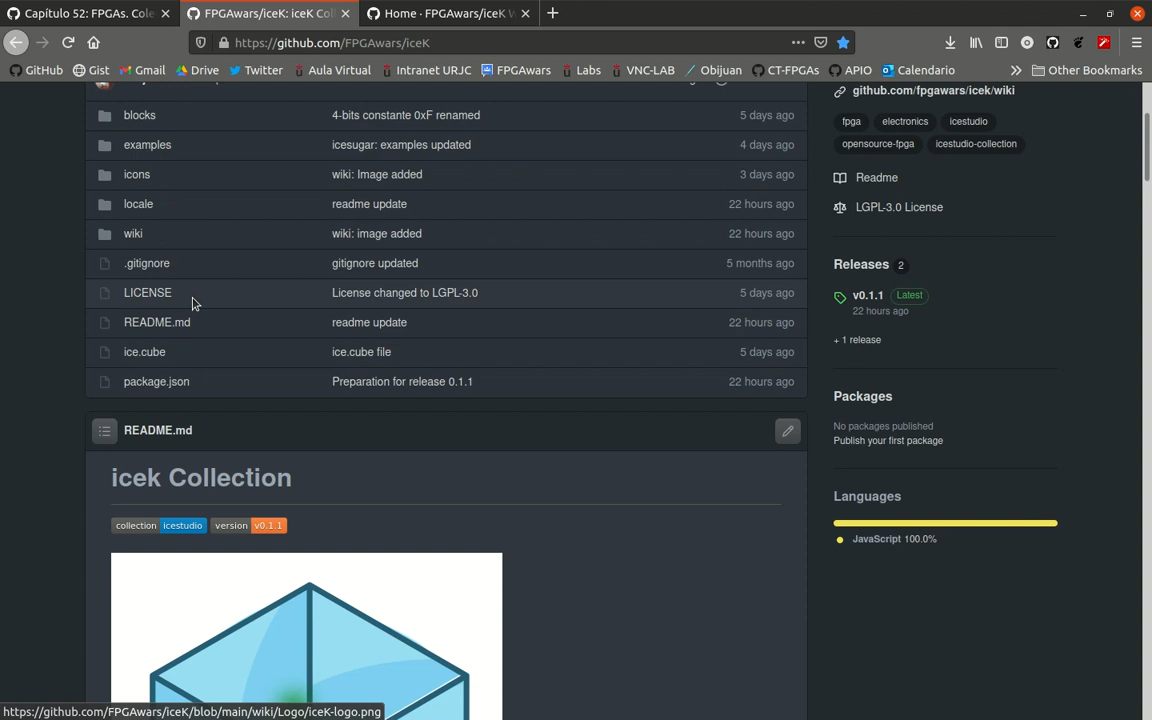 Capítulo 52: FPGAs. Cole
FPGAwars/iceK: iceK Col
Home · FPGAwars/iceK W
https://github.com/FPGAwars/iceK
GitHub Gist Gmail Drive Twitter Aula Virtual Intranet URJC FPGAwars Labs VNC-LAB Obijuan CT-FPGAs APIO Calendario Other Bookmarks
blocks 4-bits constante 0xF renamed 5 days ago
examples icesugar: examples updated 4 days ago
icons wiki: Image added 3 days ago
locale readme update 22 hours ago
wiki wiki: image added 22 hours ago
.gitignore gitignore updated 5 months ago
LICENSE License changed to LGPL-3.0 5 days ago
README.md readme update 22 hours ago
ice.cube ice.cube file 5 days ago
package.json Preparation for release 0.1.1 22 hours ago
README.md
icek Collection
collection icestudio version v0.1.1
github.com/fpgawars/icek/wiki
fpga electronics icestudio
opensource-fpga icestudio-collection
Readme
LGPL-3.0 License
Releases 2
v0.1.1 Latest
22 hours ago
+ 1 release
Packages
No packages published
Publish your first package
Languages
JavaScript 100.0%
https://github.com/FPGAwars/iceK/blob/main/wiki/Logo/iceK-logo.png